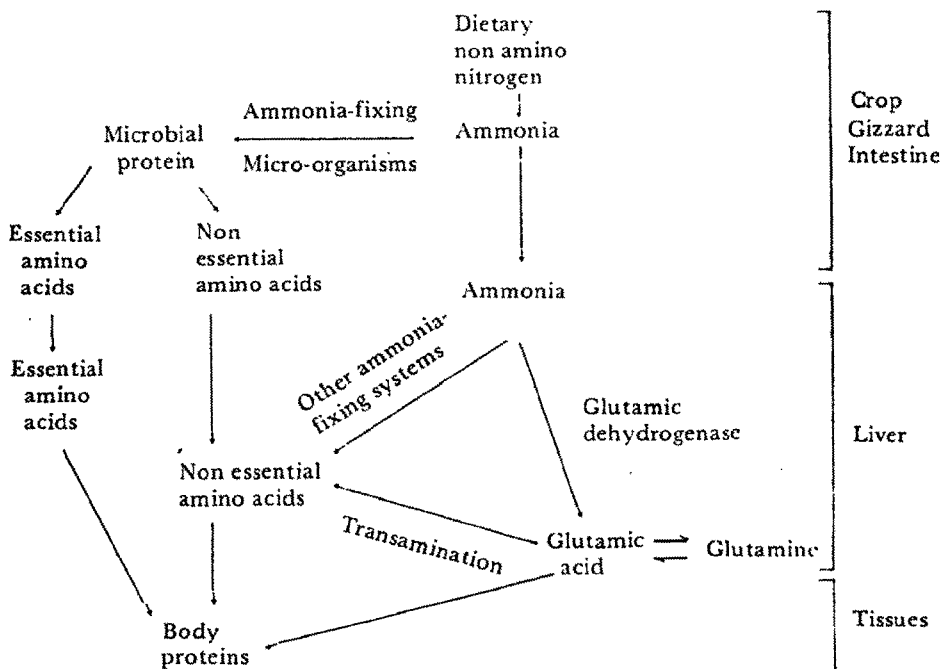 Dietary
non amino
nitrogen
Ammonia-fixing
Ammonia
Microbial
protein
Micro-organisms
Crop
Gizzard
Intestine
Essential
amino
acids
Non
essential
amino acids
Ammonia
Other ammonia-
fixing systems
Essential
amino
acids
Glutamic
dehydrogenase
Liver
Non essential
amino acids
Transamination
Glutamic
acid
Glutamine
Tissues
Body
proteins